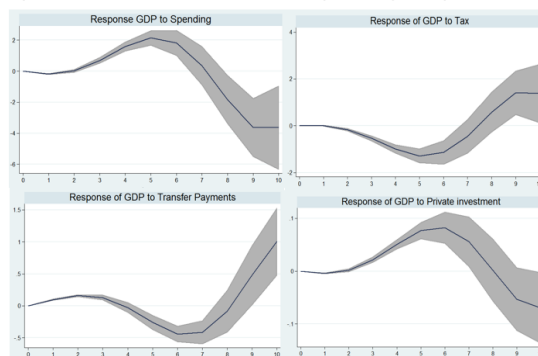 Response GDP to Spending
2
0
-2
-4
-6
0 1 2 3 4 5 6 7 8 9 10
Response of GDP to Tax
4
2
0
-2
0 1 2 3 4 5 6 7 8 9
Response of GDP to Transfer Payments
1.5
1
.5
0
-.5
0 1 2 3 4 5 6 7 8 9 10
Response of GDP to Private investment
.1
0
-.1
0 1 2 3 4 5 6 7 8 9